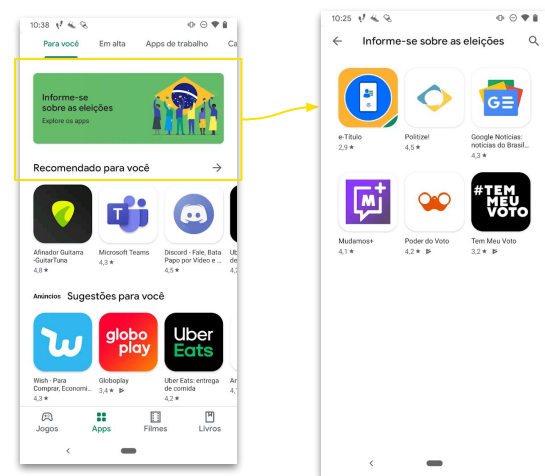 10:38
Para você Em alta Apps de trabalho Ca
Informe-se
sobre as eleições
Explore os apps
Recomendado para você
T
Afinador Guitarra
-GuitarTuna
4,8 ★
Microsoft Teams
4,3 ★
Discord - Fale, Bata
Papo por Vídeo e ...
4,5 ★
Ub
de
4,
Anúncios Sugestões para você
globo
play
Uber
Eats
Wish - Para
Comprar, Economi...
4,3 ★
Globoplay
3,4 ★
Uber Eats: entrega
de comida
4,2 ★
Jogos Apps Filmes Livros
10:25
Informe-se sobre as eleições
GE
#TEM
MEU
VOTO
M+
e-Título
2,9 ★
Politize!
4,5 ★
Google Notícias:
notícias do Brasil...
4,3 ★
Mudamos+
4,1 ★
Poder do Voto
4,2 ★
Tem Meu Voto
3,2 ★